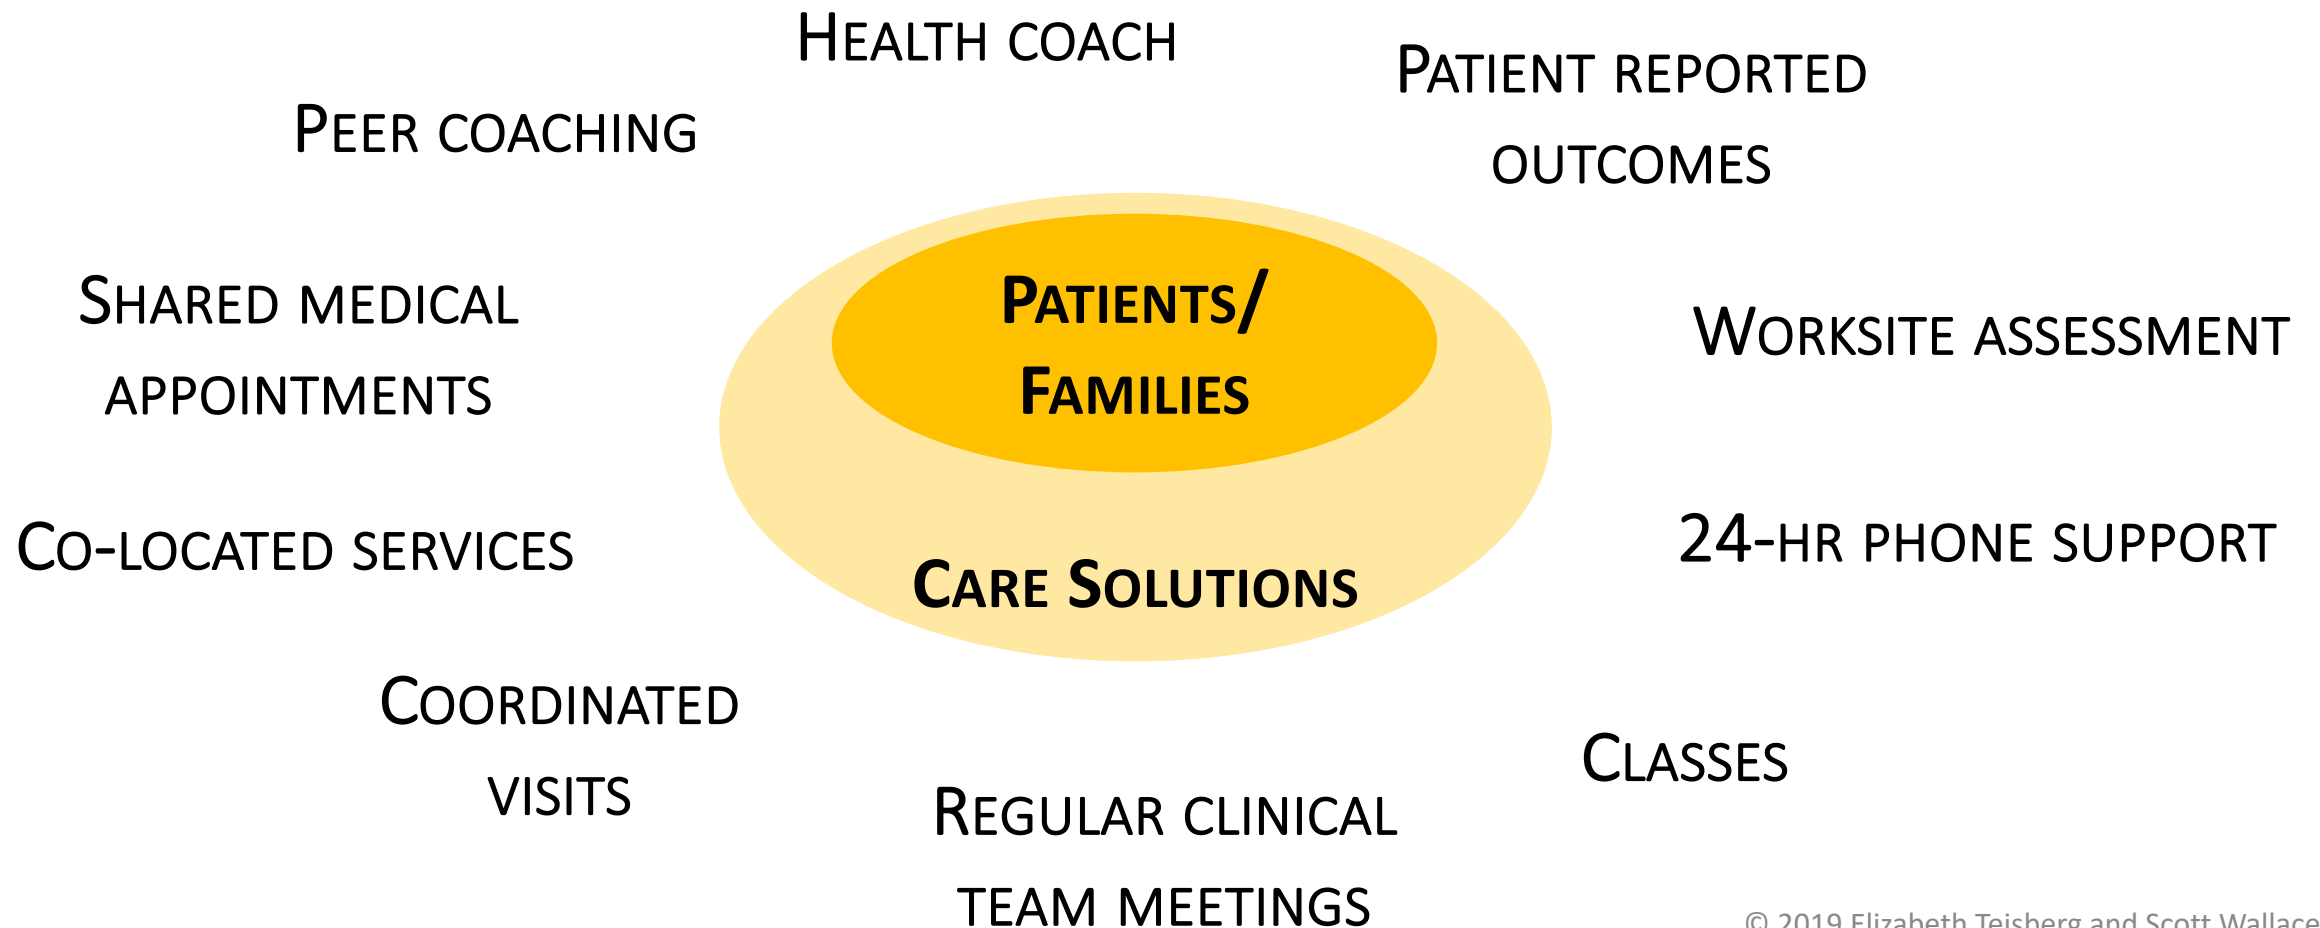 HEALTH COACH
PATIENT REPORTED
OUTCOMES
PEER COACHING
SHARED MEDICAL
APPOINTMENTS
PATIENTS/
FAMILIES
WORKSITE ASSESSMENT
CO-LOCATED SERVICES
CARE SOLUTIONS
24-HR PHONE SUPPORT
COORDINATED
VISITS
CLASSES
REGULAR CLINICAL
TEAM MEETINGS
© 2019 Elizabeth Teisberg and Scott Wallace